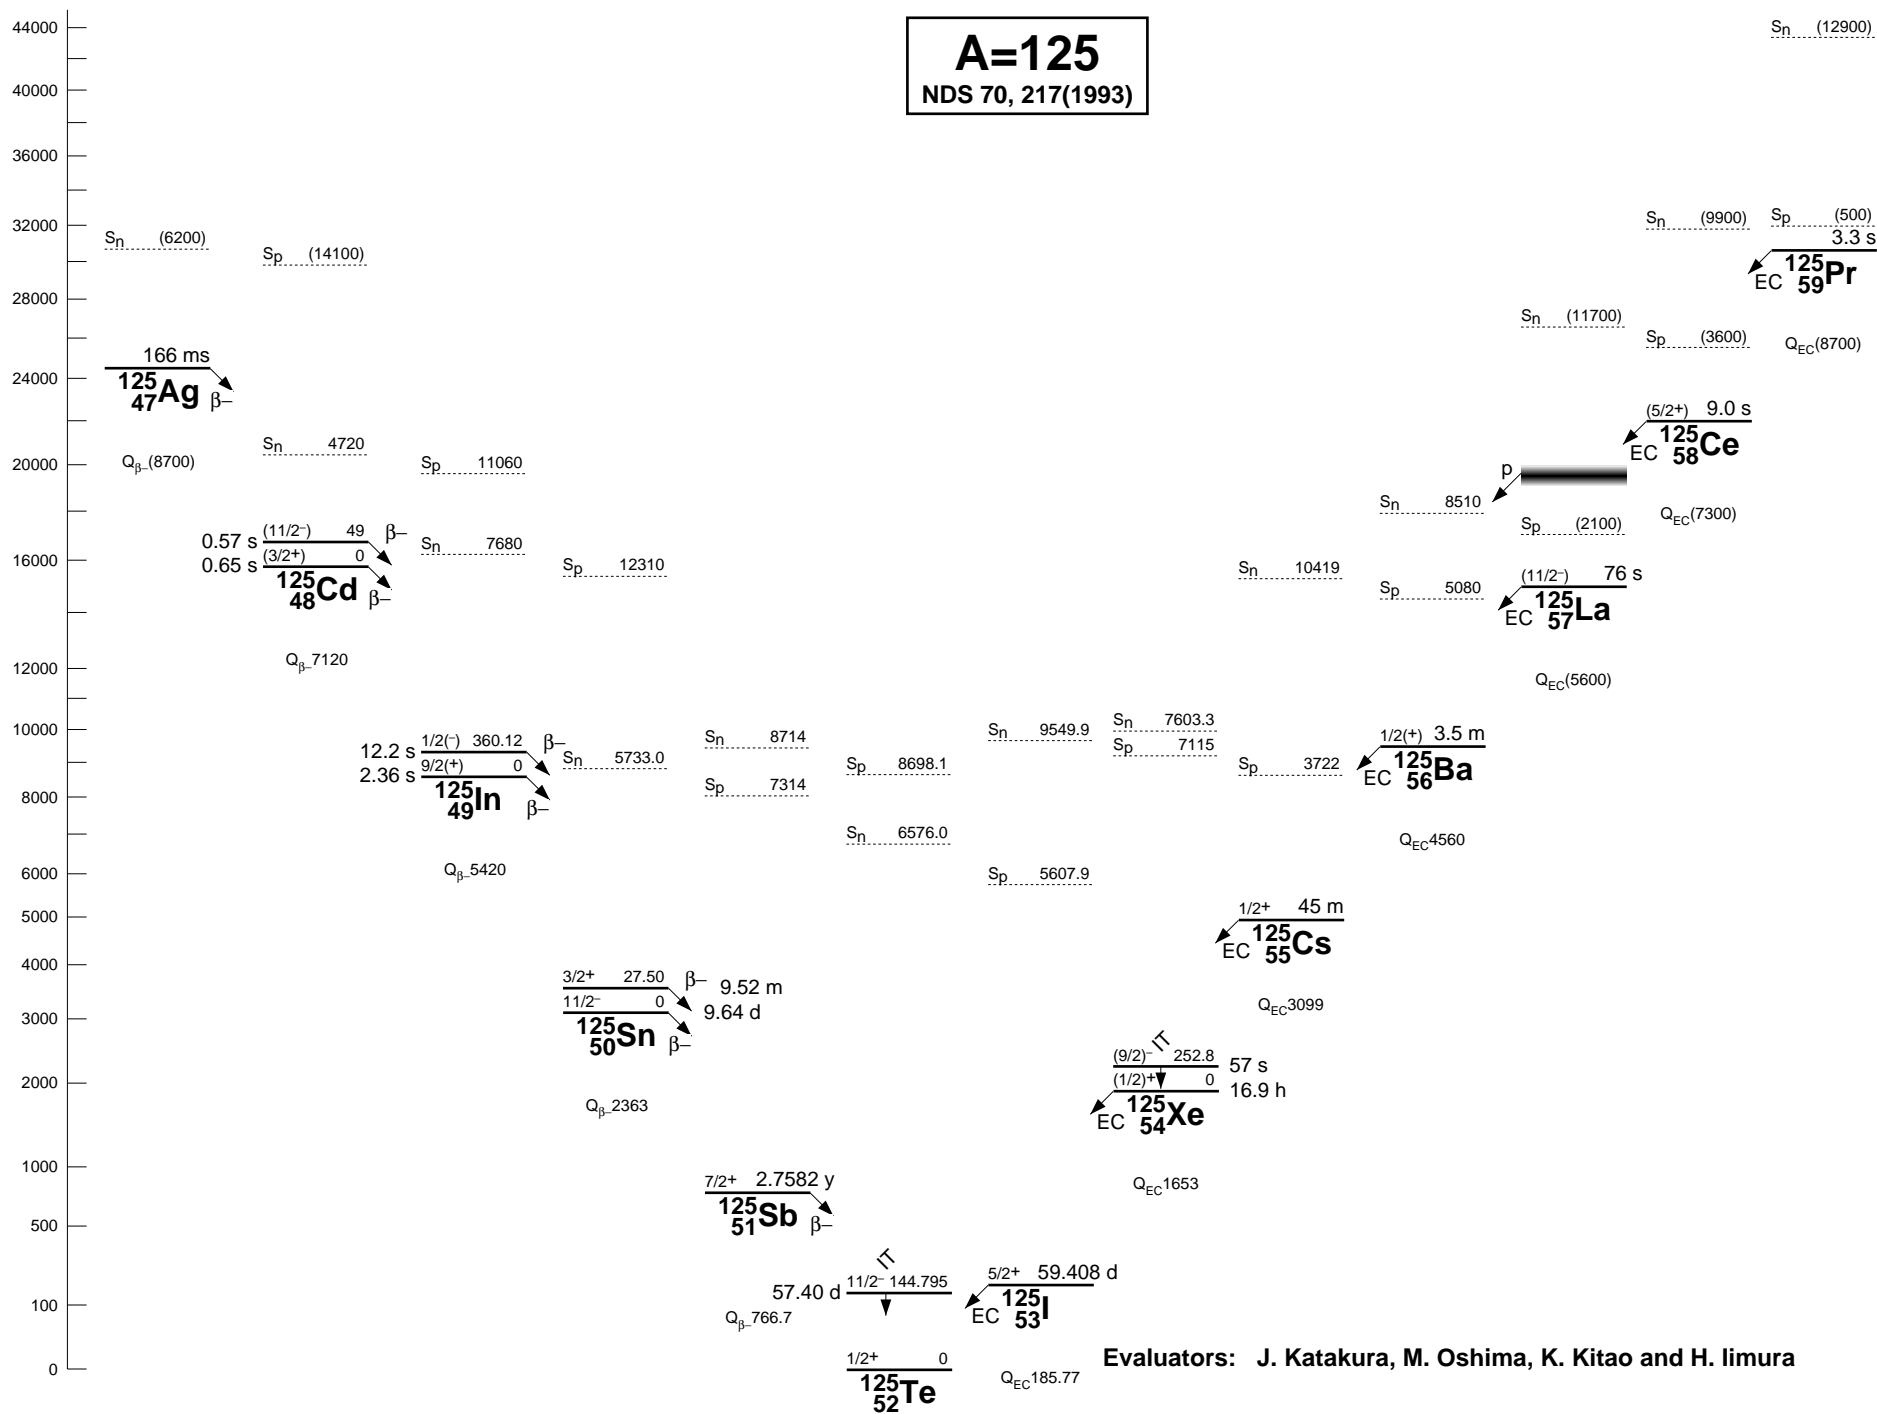 A=125
NDS 70, 217(1993)
44000
40000
36000
32000
28000
24000
20000
16000
12000
10000
8000
6000
5000
4000
3000
2000
1000
500
100
0
Sn (6200)
166 ms
125
47Ag β−
Qβ−(8700)
Sp (14100)
Sn 4720
0.57 s (11/2−) 49 β−
0.65 s (3/2+) 0
125
48Cd β−
Qβ−7120
Sp 11060
Sn 7680
12.2 s 1/2(−) 360.12 β−
2.36 s 9/2(+) 0
125
49In β−
Qβ−5420
Sp 12310
Sn 5733.0
3/2+ 27.50 β− 9.52 m
11/2− 0 9.64 d
125
50Sn β−
Qβ−2363
Sn 8714
Sp 7314
7/2+ 2.7582 y
125
51Sb β−
Qβ−766.7
Sp 8698.1
Sn 6576.0
IT
57.40 d 11/2− 144.795
1/2+ 0
125
52Te
Sn 9549.9
Sp 5607.9
5/2+ 59.408 d
125
EC 53I
QEC185.77
Sn 7603.3
Sp 7115
IT
(9/2)− 252.8 57 s
(1/2)+ 0 16.9 h
125
EC 54Xe
QEC1653
Sn 10419
Sp 3722
1/2+ 45 m
125
EC 55Cs
QEC3099
Sn 8510
Sp 5080
1/2(+) 3.5 m
125
EC 56Ba
QEC4560
Sn (11700)
p
Sp (2100)
(11/2−) 76 s
125
EC 57La
QEC(5600)
Sn (9900)
Sp (3600)
(5/2+) 9.0 s
125
EC 58Ce
QEC(7300)
Sn (12900)
Sp (500)
3.3 s
125
EC 59Pr
QEC(8700)
Evaluators: J. Katakura, M. Oshima, K. Kitao and H. Iimura